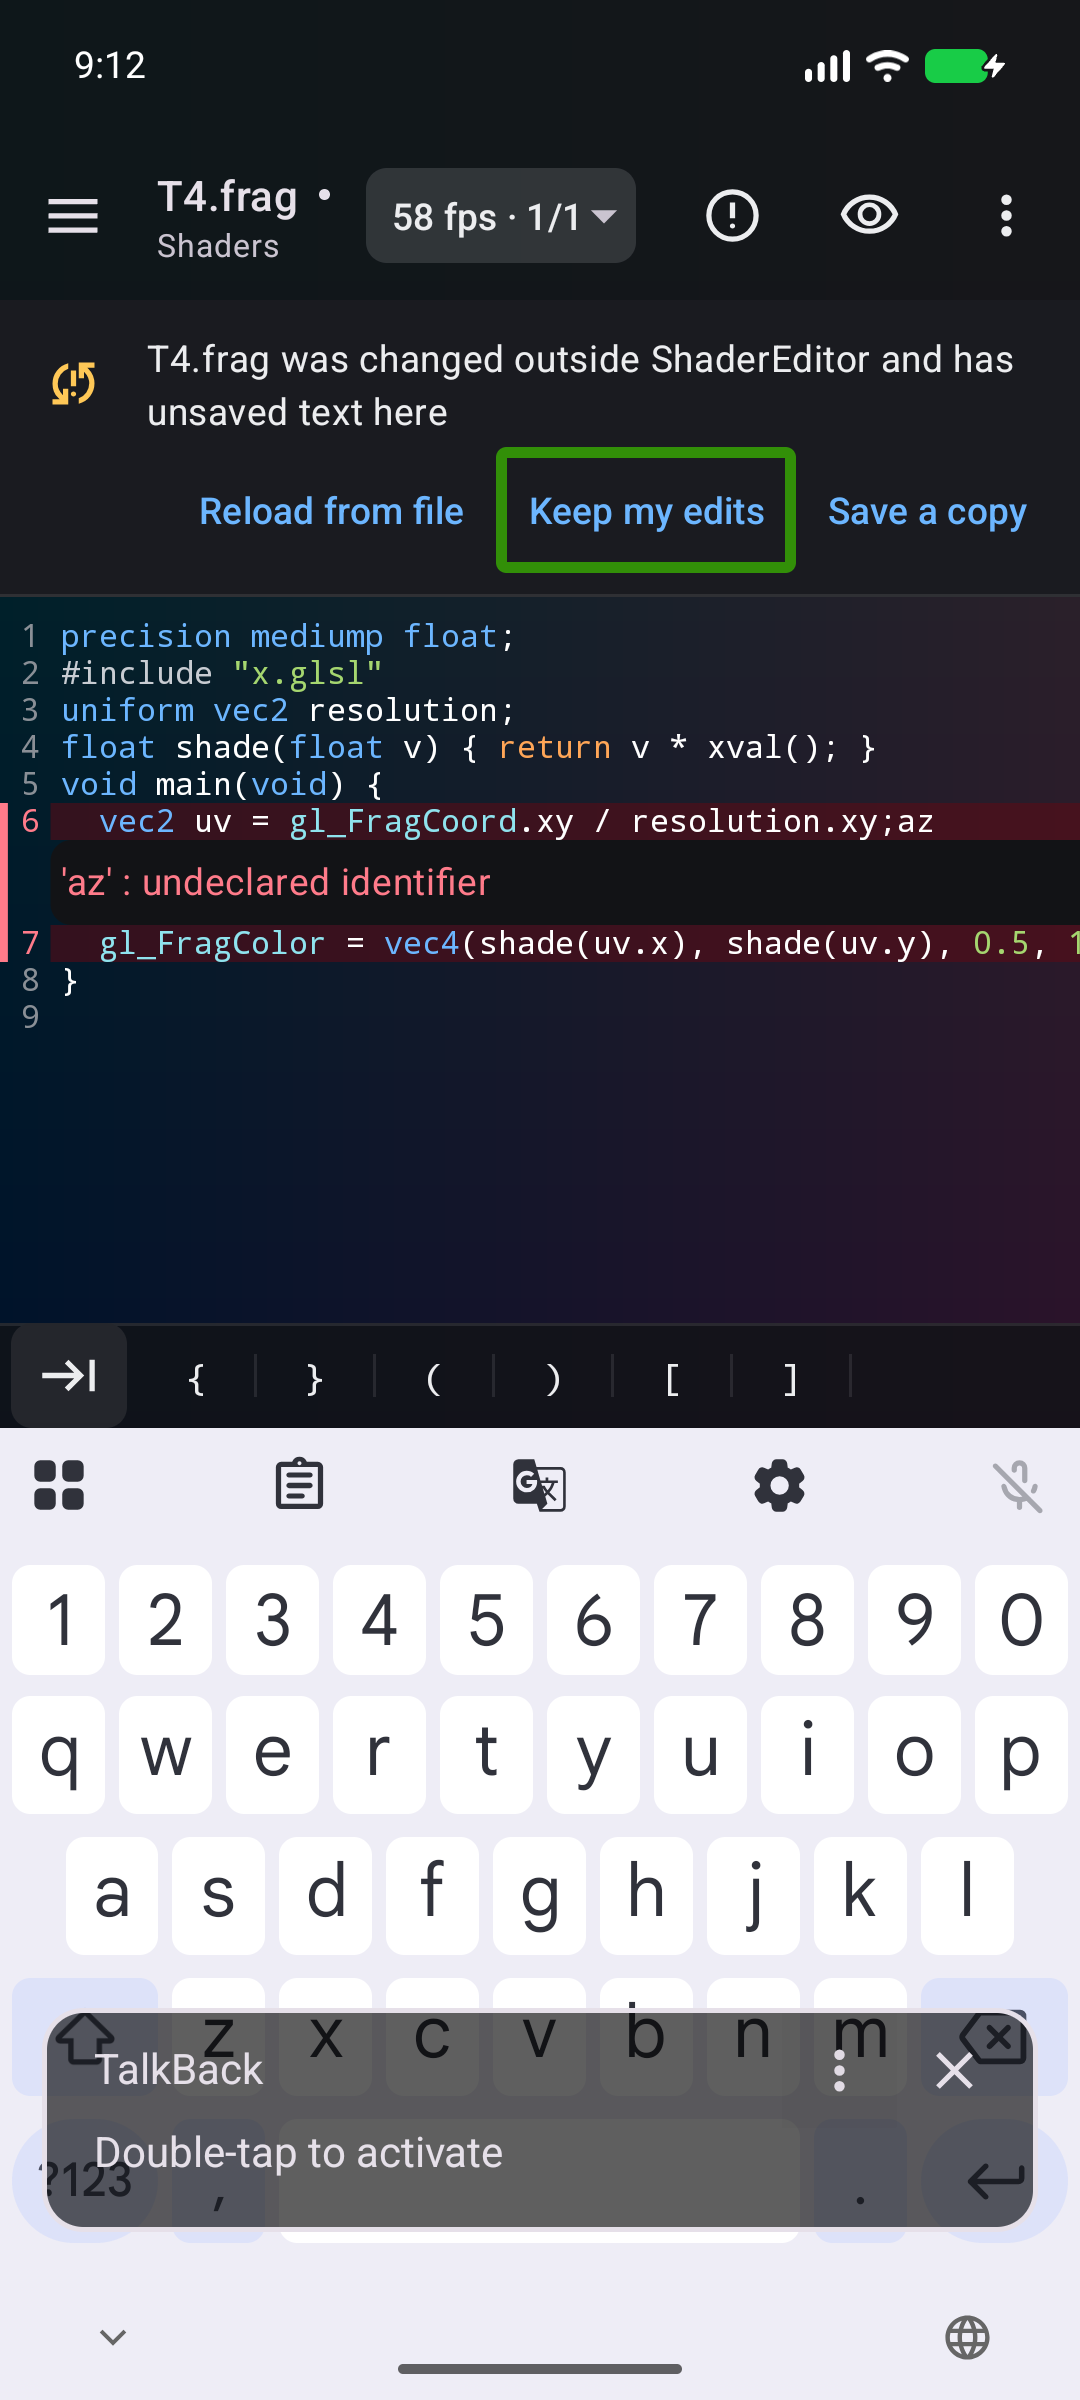 9:12
T4.frag •
Shaders
58 fps · 1/1
T4.frag was changed outside ShaderEditor and has
unsaved text here
Reload from file
Keep my edits
Save a copy
1 precision mediump float;
2 #include "x.glsl"
3 uniform vec2 resolution;
4 float shade(float v) { return v * xval(); }
5 void main(void) {
6 vec2 uv = gl_FragCoord.xy / resolution.xy;az
'az' : undeclared identifier
7 gl_FragColor = vec4(shade(uv.x), shade(uv.y), 0.5, 1
8 }
9
{ } ( ) [ ]
1 2 3 4 5 6 7 8 9 0
q w e r t y u i o p
a s d f g h j k l
z x c v b n m
TalkBack
Double-tap to activate
?123 , .